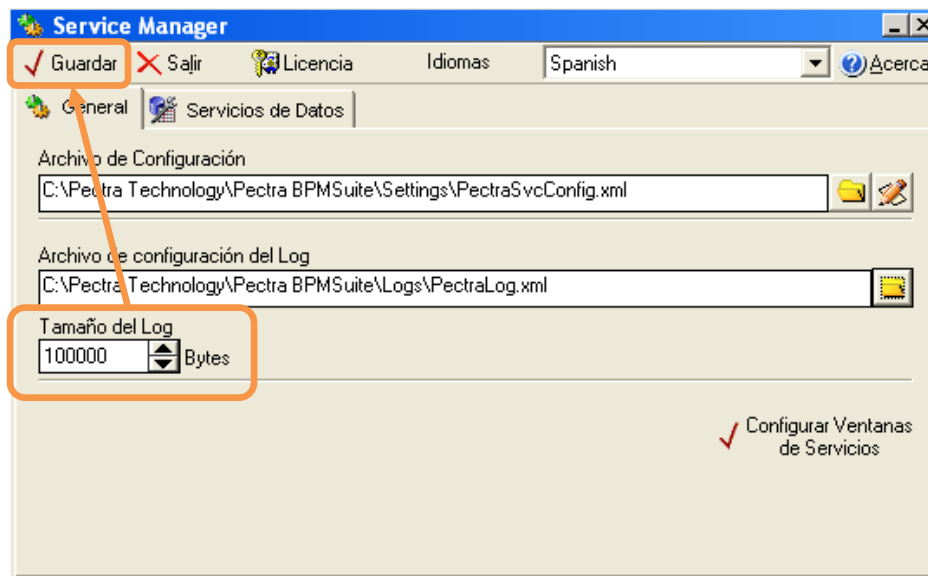 Service Manager
Guardar Salir Licencia Idiomas Spanish Acerca
General Servicios de Datos
Archivo de Configuración
C:\Pectra Technology\Pectra BPMSuite\Settings\PectraSvcConfig.xml
Archivo de configuración del Log
C:\Pectra Technology\Pectra BPMSuite\Logs\PectraLog.xml
Tamaño del Log
100000 Bytes
Configurar Ventanas
de Servicios